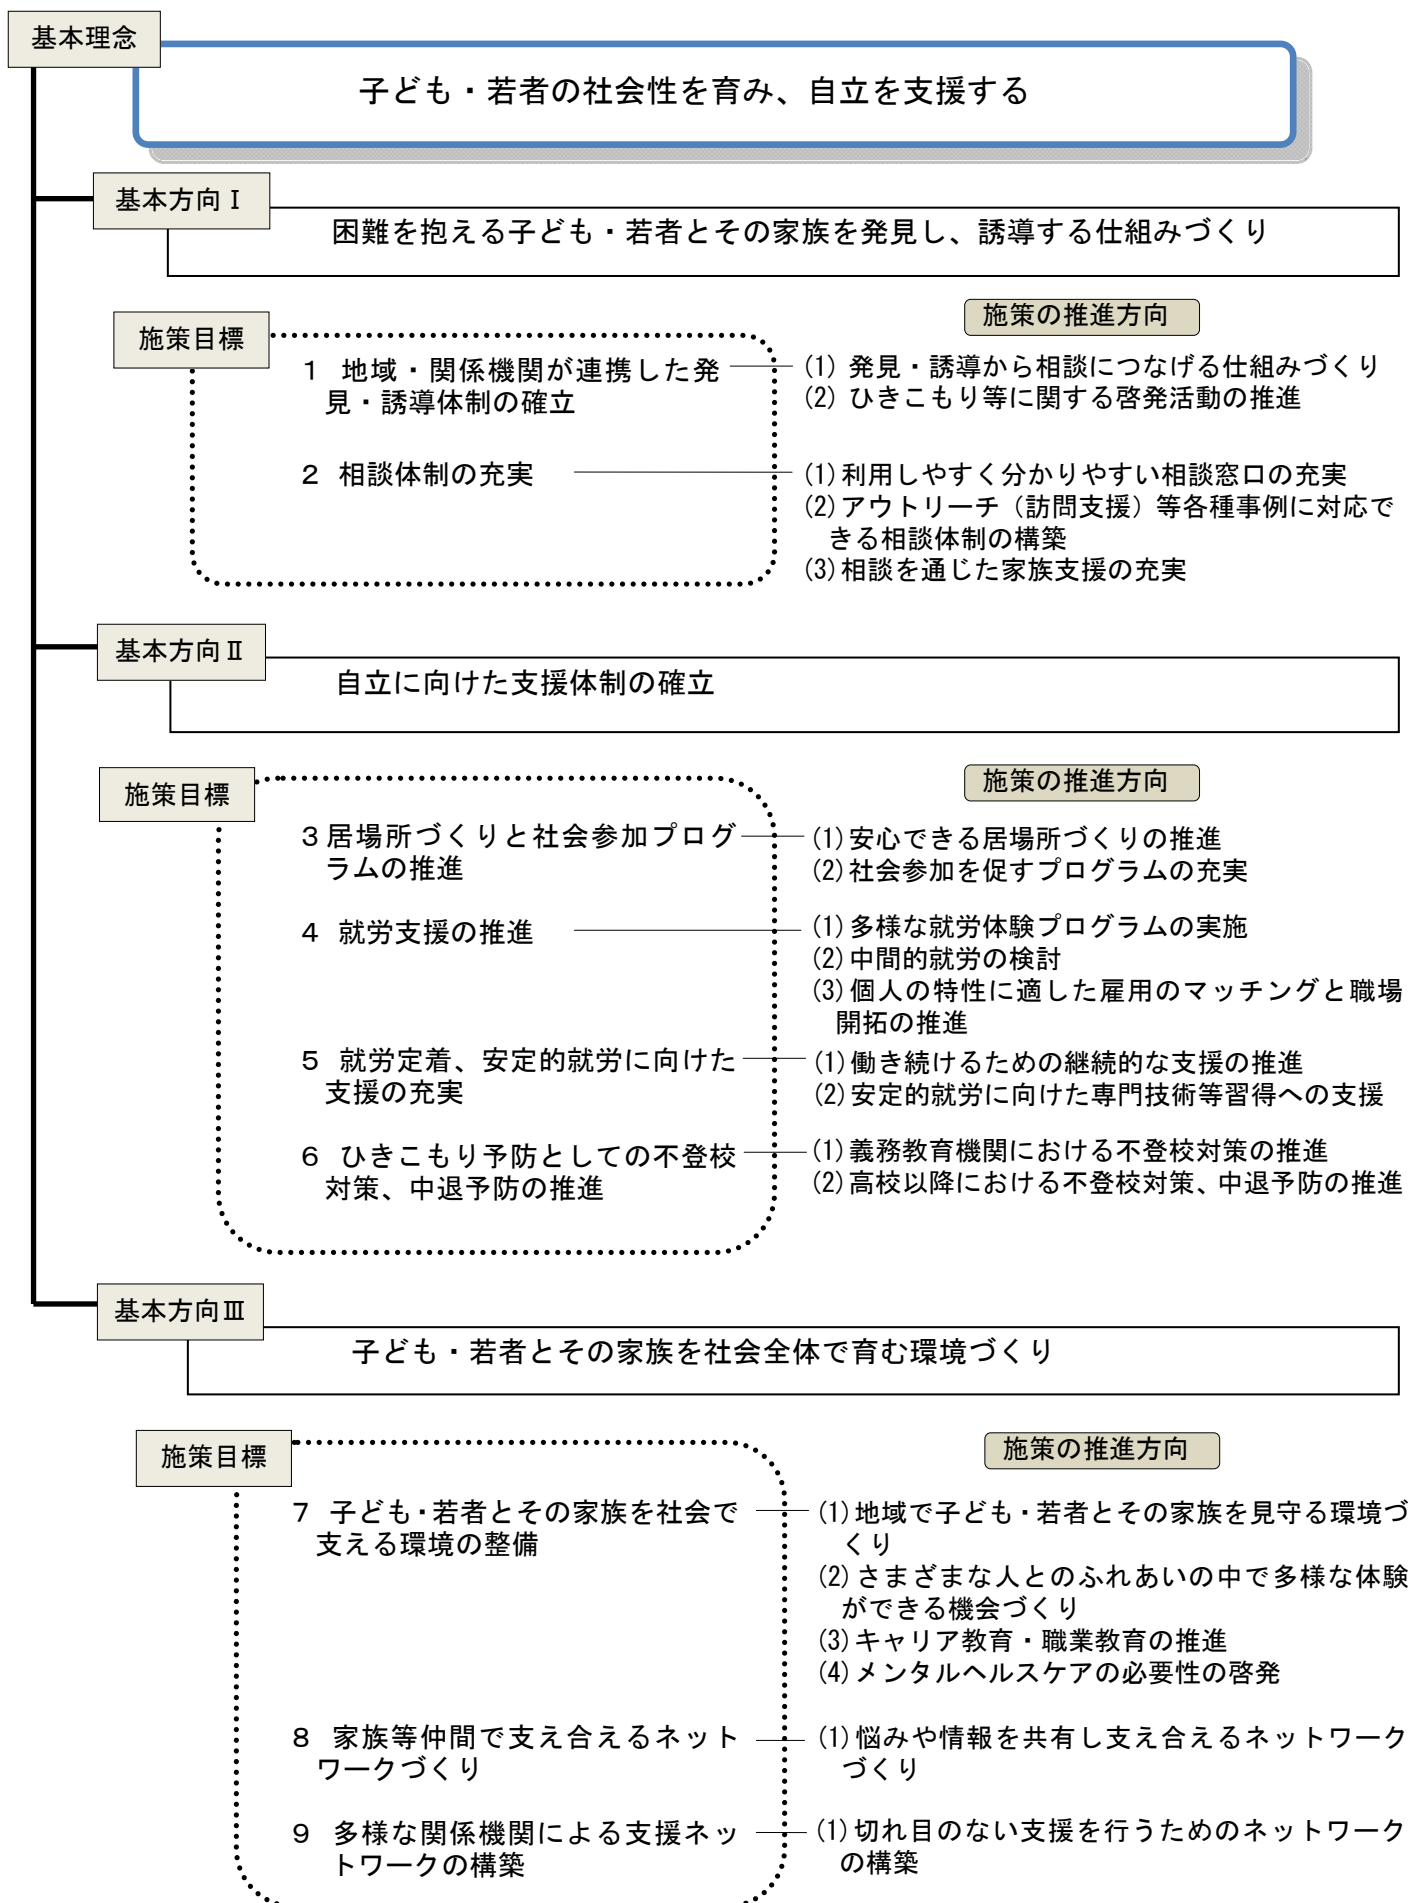 基本理念
子ども・若者の社会性を育み、自立を支援する
基本方向Ⅰ
困難を抱える子ども・若者とその家族を発見し、誘導する仕組みづくり
施策目標
施策の推進方向
１　地域・関係機関が連携した発
見・誘導体制の確立
(1) 発見・誘導から相談につなげる仕組みづくり
(2) ひきこもり等に関する啓発活動の推進
２　相談体制の充実
(1)利用しやすく分かりやすい相談窓口の充実
(2)アウトリーチ（訪問支援）等各種事例に対応で
きる相談体制の構築
(3)相談を通じた家族支援の充実
基本方向Ⅱ
自立に向けた支援体制の確立
施策目標
施策の推進方向
３居場所づくりと社会参加プログ
ラムの推進
(1)安心できる居場所づくりの推進
(2)社会参加を促すプログラムの充実
４　就労支援の推進
(1)多様な就労体験プログラムの実施
(2)中間的就労の検討
(3)個人の特性に適した雇用のマッチングと職場
開拓の推進
５　就労定着、安定的就労に向けた
支援の充実
(1)働き続けるための継続的な支援の推進
(2)安定的就労に向けた専門技術等習得への支援
６　ひきこもり予防としての不登校
対策、中退予防の推進
(1)義務教育機関における不登校対策の推進
(2)高校以降における不登校対策、中退予防の推進
基本方向Ⅲ
子ども・若者とその家族を社会全体で育む環境づくり
施策目標
施策の推進方向
７　子ども・若者とその家族を社会で
支える環境の整備
(1)地域で子ども・若者とその家族を見守る環境づ
くり
(2)さまざまな人とのふれあいの中で多様な体験
ができる機会づくり
(3)キャリア教育・職業教育の推進
(4)メンタルヘルスケアの必要性の啓発
８　家族等仲間で支え合えるネット
ワークづくり
(1)悩みや情報を共有し支え合えるネットワーク
づくり
９　多様な関係機関による支援ネッ
トワークの構築
(1)切れ目のない支援を行うためのネットワーク
の構築